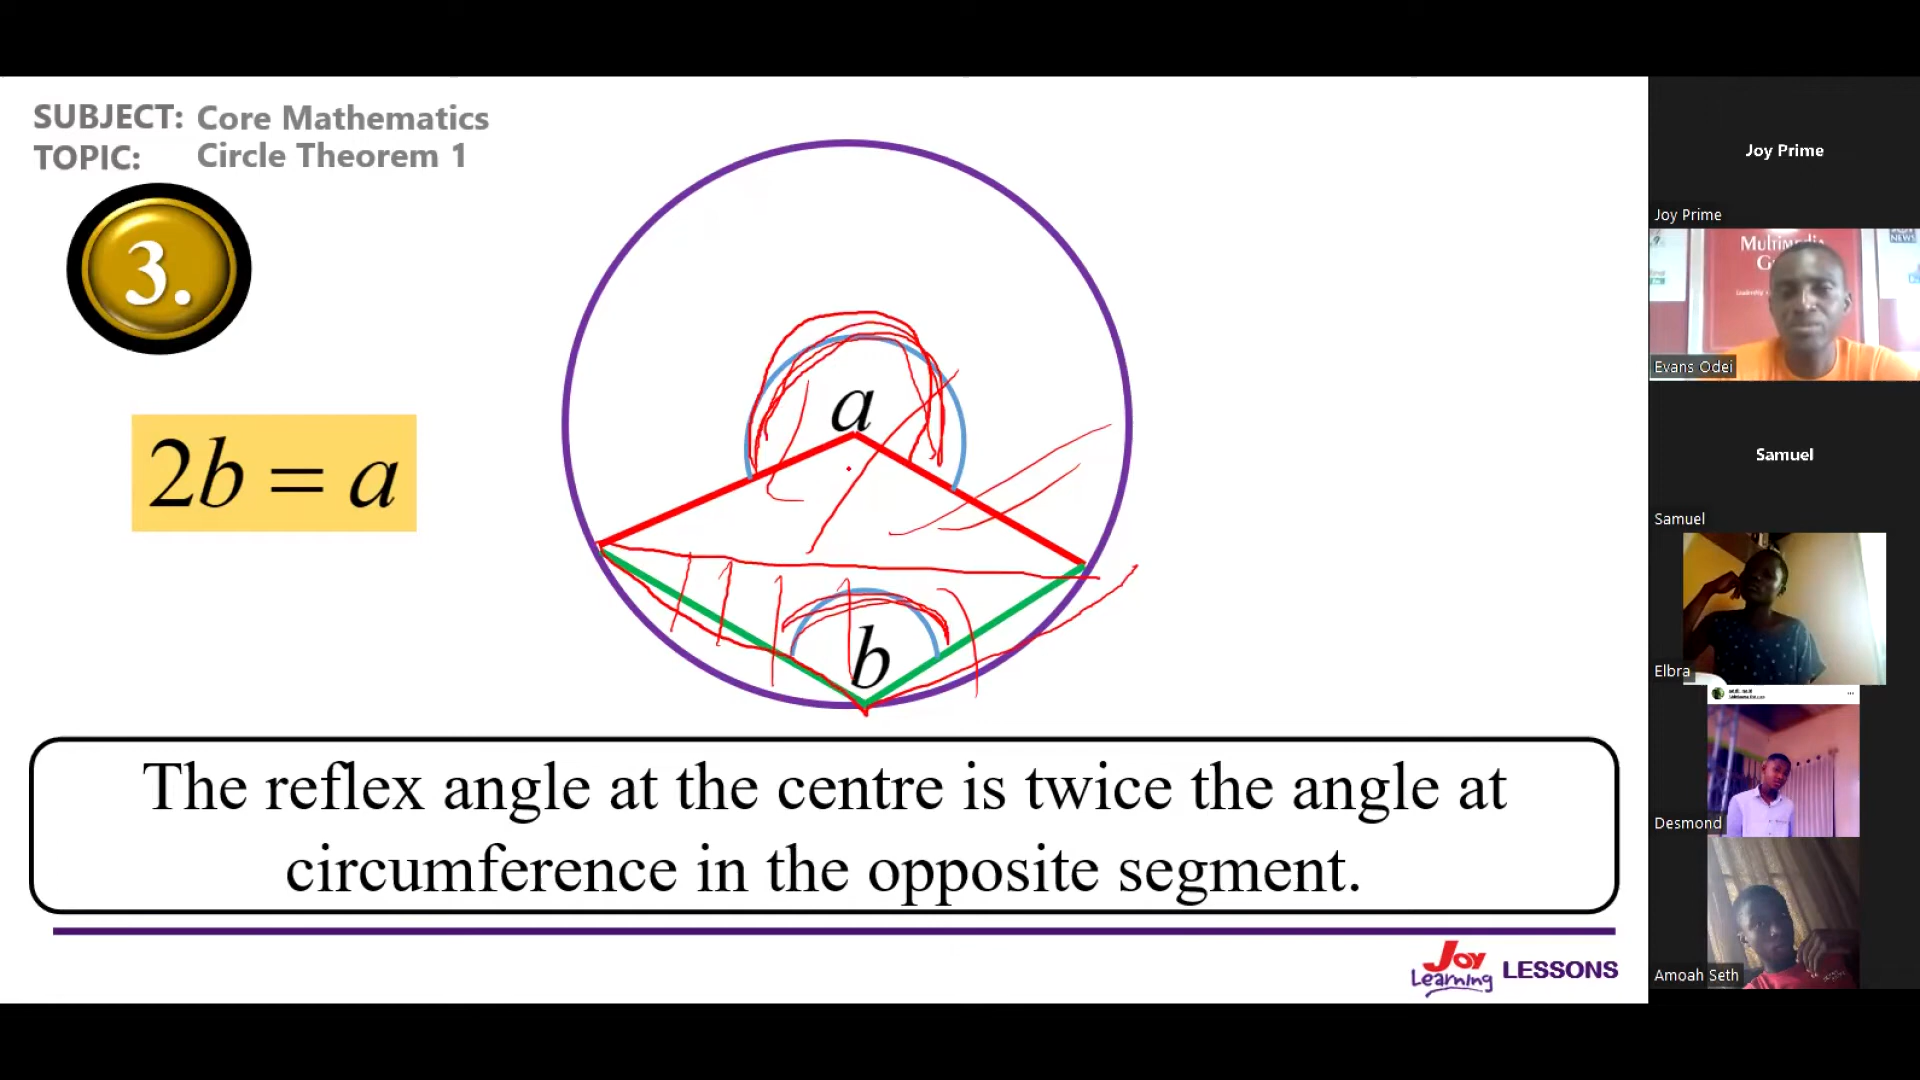 SUBJECT: Core Mathematics
TOPIC: Circle Theorem 1
3.
2b = a
a
b
The reflex angle at the centre is twice the angle at
circumference in the opposite segment.
Joy
Learning LESSONS
Joy Prime
Joy Prime
Multimedia
NEWS
Evans Odei
Samuel
Samuel
Elbra
Desmond
Amoah Seth